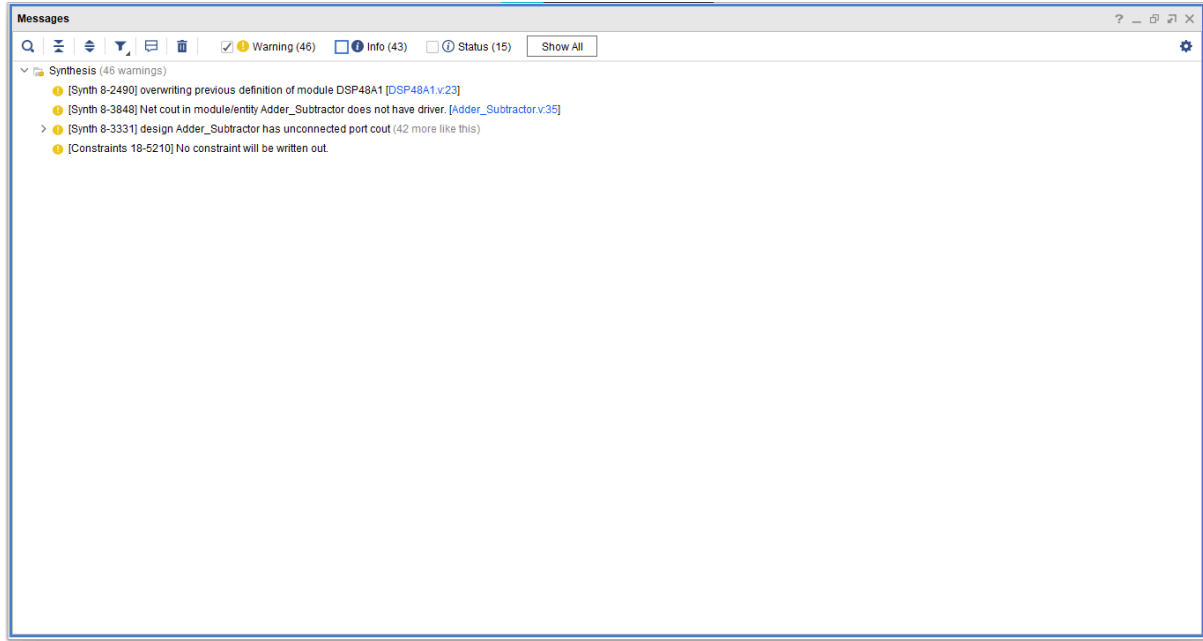 Messages
Warning (46) Info (43) Status (15) Show All
Synthesis (46 warnings)
[Synth 8-2490] overwriting previous definition of module DSP48A1 [DSP48A1.v:23]
[Synth 8-3848] Net cout in module/entity Adder_Subtractor does not have driver. [Adder_Subtractor.v:35]
[Synth 8-3331] design Adder_Subtractor has unconnected port cout (42 more like this)
[Constraints 18-5210] No constraint will be written out.